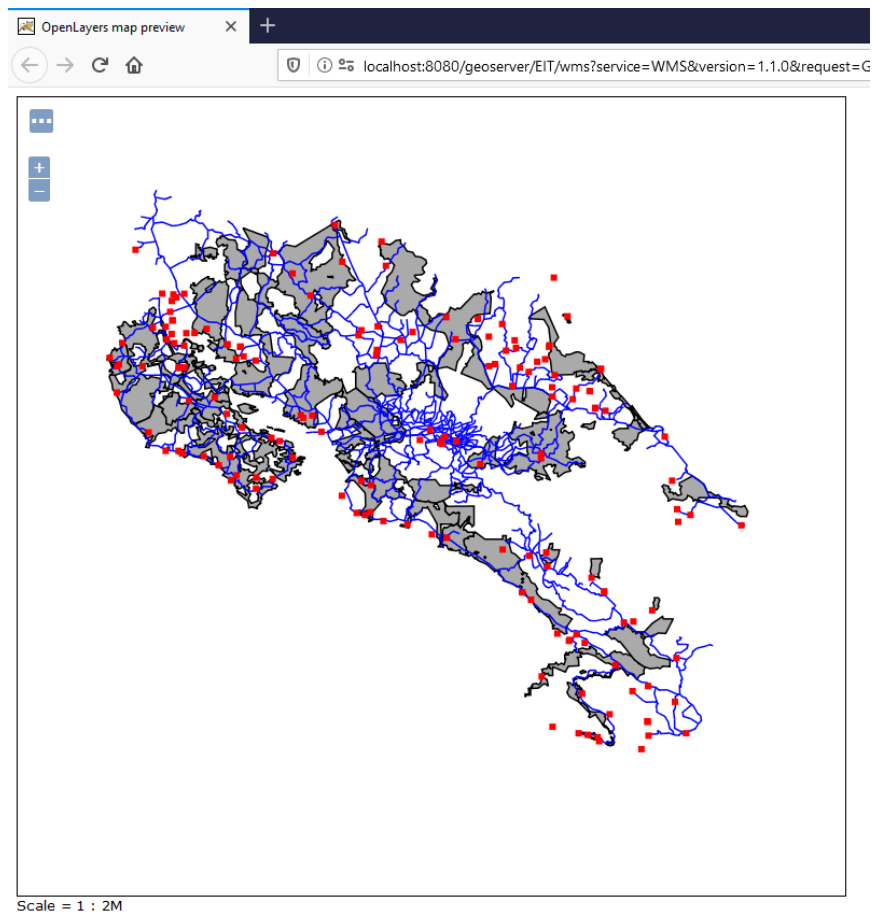 OpenLayers map preview
localhost:8080/geoserver/EIT/wms?service=WMS&version=1.1.0&request=G
+
−
Scale = 1 : 2M